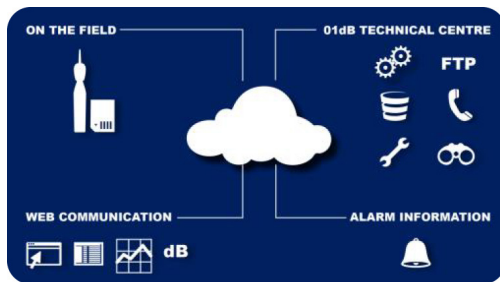 ON THE FIELD
01dB TECHNICAL CENTRE
FTP
WEB COMMUNICATION
ALARM INFORMATION
dB